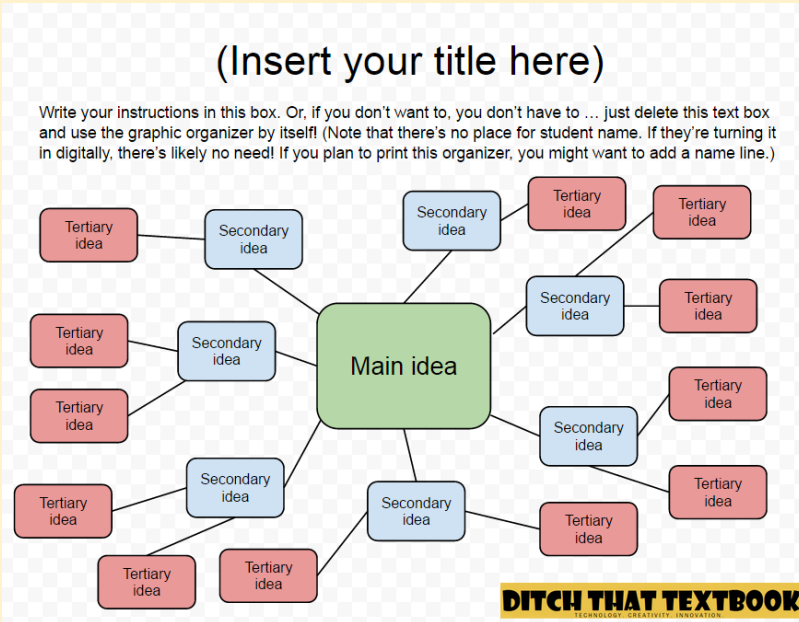 (Insert your title here)
Write your instructions in this box. Or, if you don't want to, you don't have to … just delete this text box
and use the graphic organizer by itself! (Note that there's no place for student name. If they're turning it
in digitally, there's likely no need! If you plan to print this organizer, you might want to add a name line.)
Tertiary
idea
Secondary
idea
Secondary
idea
Tertiary
idea
Tertiary
idea
Secondary
idea
Tertiary
idea
Tertiary
idea
Secondary
idea
Tertiary
idea
Main idea
Tertiary
idea
Secondary
idea
Tertiary
idea
Secondary
idea
Tertiary
idea
Tertiary
idea
Secondary
idea
Tertiary
idea
Tertiary
idea
DITCH THAT TEXTBOOK
TECHNOLOGY. CREATIVITY. INNOVATION.